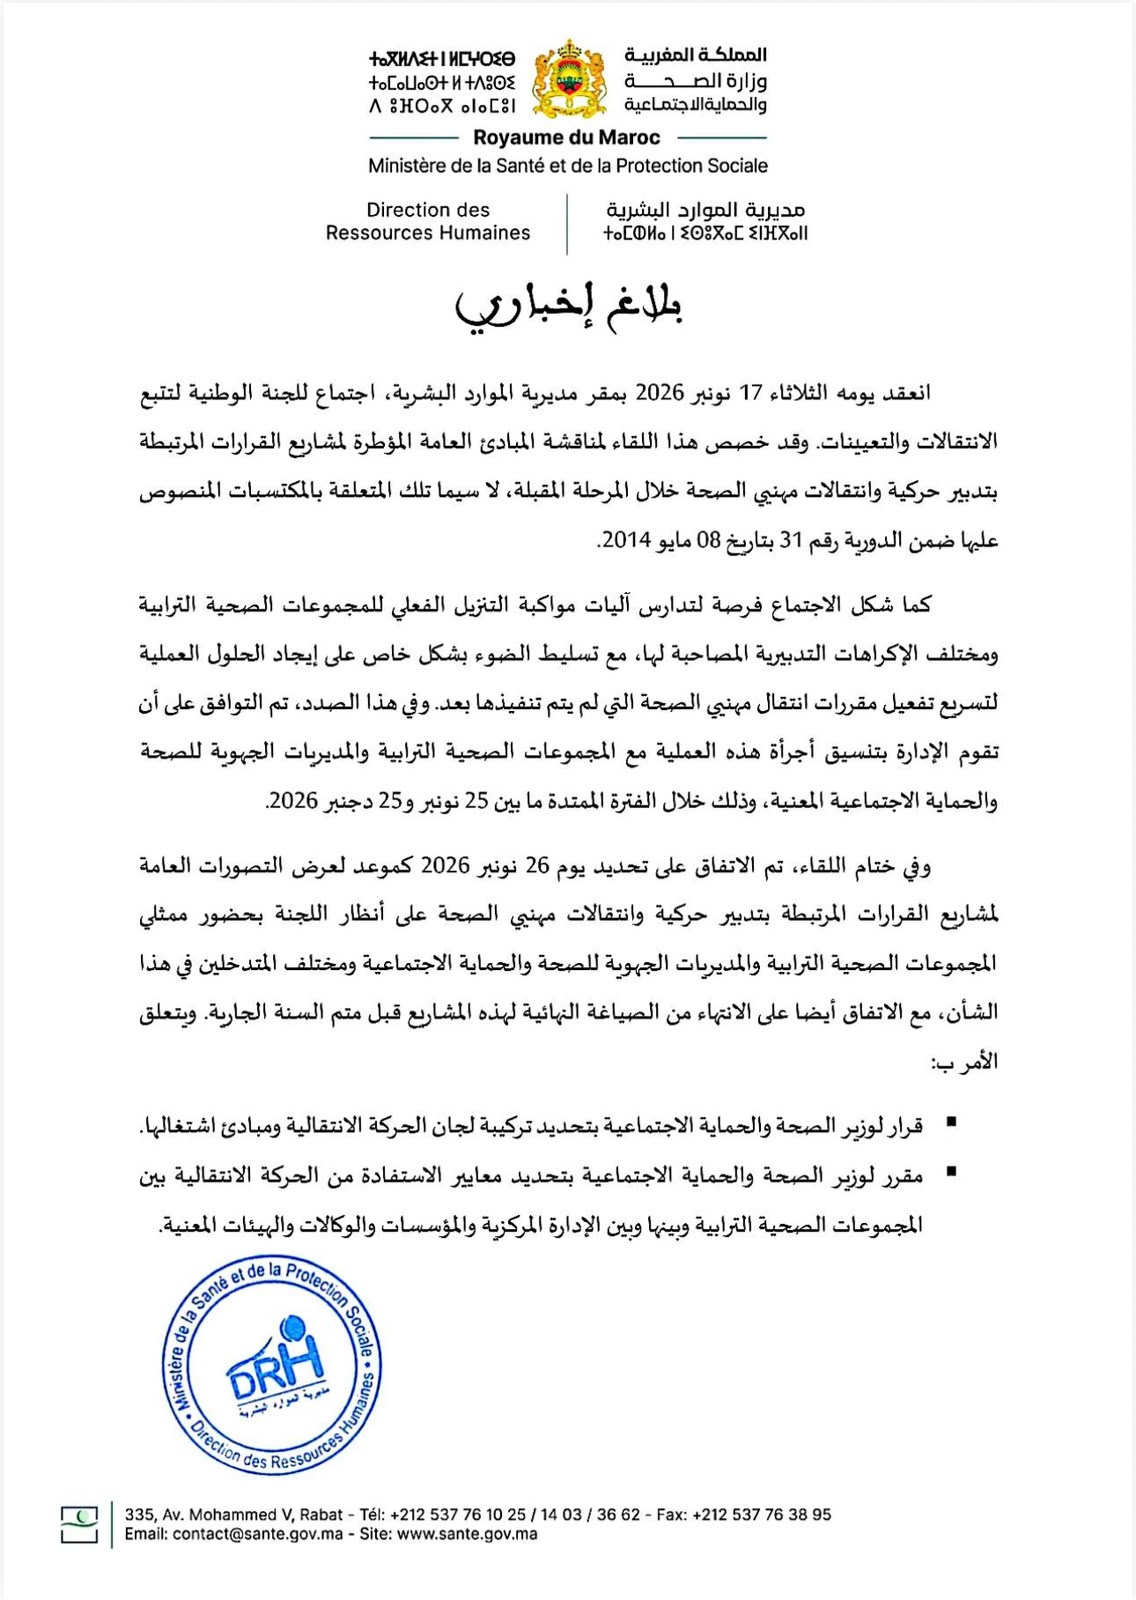 ⵜⴰⴳⵍⴷⵉⵜ ⵏ ⵍⵎⵖⵔⵉⴱ
ⵜⴰⵎⴰⵡⴰⵙⵜ ⵏ ⵜⴷⵓⵙⵉ
ⴷ ⵓⴼⵔⴰⴳ ⴰⵏⴰⵎⵓⵏ
المملكة المغربية
وزارة الصحة
والحماية الاجتماعية
Royaume du Maroc
Ministère de la Santé et de la Protection Sociale
Direction des
Ressources Humaines
مديرية الموارد البشرية
بلاغ إخباري
انعقد يومه الثلاثاء 17 نونبر 2026 بمقر مديرية الموارد البشرية، اجتماع للجنة الوطنية لتتبع
الانتقالات والتعيينات. وقد خصص هذا اللقاء لمناقشة المبادئ العامة المؤطرة لمشاريع القرارات المرتبطة
بتدبير حركية وانتقالات مهنيي الصحة خلال المرحلة المقبلة، لا سيما تلك المتعلقة بالمكتسبات المنصوص
عليها ضمن الدورية رقم 31 بتاريخ 08 مايو 2014.
كما شكل الاجتماع فرصة لتدارس آليات مواكبة التنزيل الفعلي للمجموعات الصحية الترابية
ومختلف الإكراهات التدبيرية المصاحبة لها، مع تسليط الضوء بشكل خاص على إيجاد الحلول العملية
لتسريع تفعيل مقررات انتقال مهنيي الصحة التي لم يتم تنفيذها بعد. وفي هذا الصدد، تم التوافق على أن
تقوم الإدارة بتنسيق أجرأة هذه العملية مع المجموعات الصحية الترابية والمديريات الجهوية للصحة
والحماية الاجتماعية المعنية، وذلك خلال الفترة الممتدة ما بين 25 نونبر و25 دجنبر 2026.
وفي ختام اللقاء، تم الاتفاق على تحديد يوم 26 نونبر 2026 كموعد لعرض التصورات العامة
لمشاريع القرارات المرتبطة بتدبير حركية وانتقالات مهنيي الصحة على أنظار اللجنة بحضور ممثلي
المجموعات الصحية الترابية والمديريات الجهوية للصحة والحماية الاجتماعية ومختلف المتدخلين في هذا
الشأن، مع الاتفاق أيضا على الانتهاء من الصياغة النهائية لهذه المشاريع قبل متم السنة الجارية. ويتعلق
الأمر ب:
▪ قرار لوزير الصحة والحماية الاجتماعية بتحديد تركيبة لجان الحركة الانتقالية ومبادئ اشتغالها.
▪ مقرر لوزير الصحة والحماية الاجتماعية بتحديد معايير الاستفادة من الحركة الانتقالية بين
المجموعات الصحية الترابية وبينها وبين الإدارة المركزية والمؤسسات والوكالات والهيئات المعنية.
Ministère de la Santé et de la Protection Sociale
DRH
مديرية الموارد البشرية
Direction des Ressources Humaines
335, Av. Mohammed V, Rabat - Tél: +212 537 76 10 25 / 14 03 / 36 62 - Fax: +212 537 76 38 95
Email: contact@sante.gov.ma - Site: www.sante.gov.ma